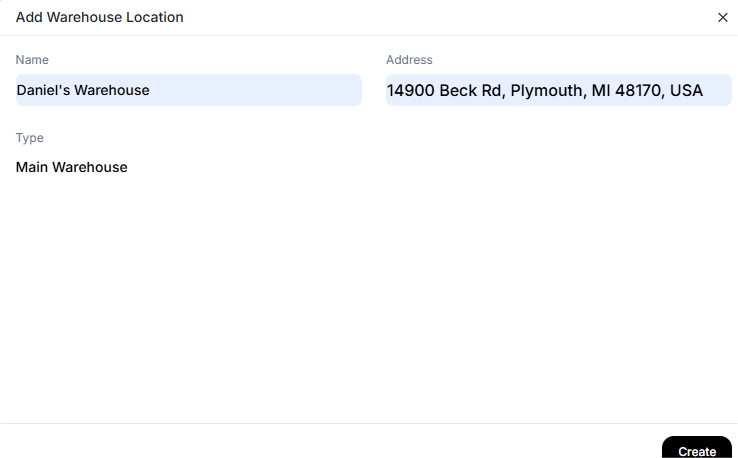 Add Warehouse Location
Name
Address
Daniel's Warehouse
14900 Beck Rd, Plymouth, MI 48170, USA
Type
Main Warehouse
Create